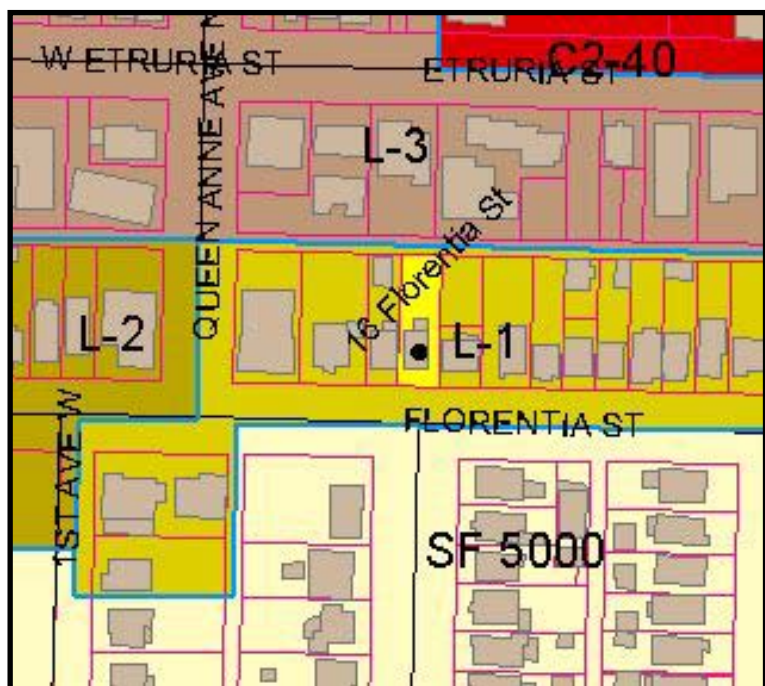 W ETRURIA ST
ETRURIA ST
C2-40
QUEEN ANNE AVE N
L-3
16 Florentia St
L-2
L-1
1ST AVE W
FLORENTIA ST
SF 5000